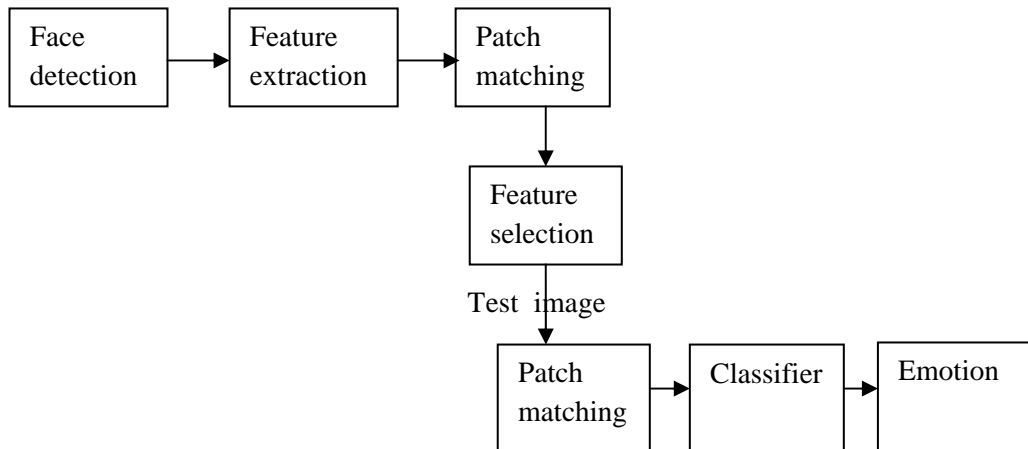 Face
detection
Feature
extraction
Patch
matching
Feature
selection
Test image
Patch
matching
Classifier
Emotion